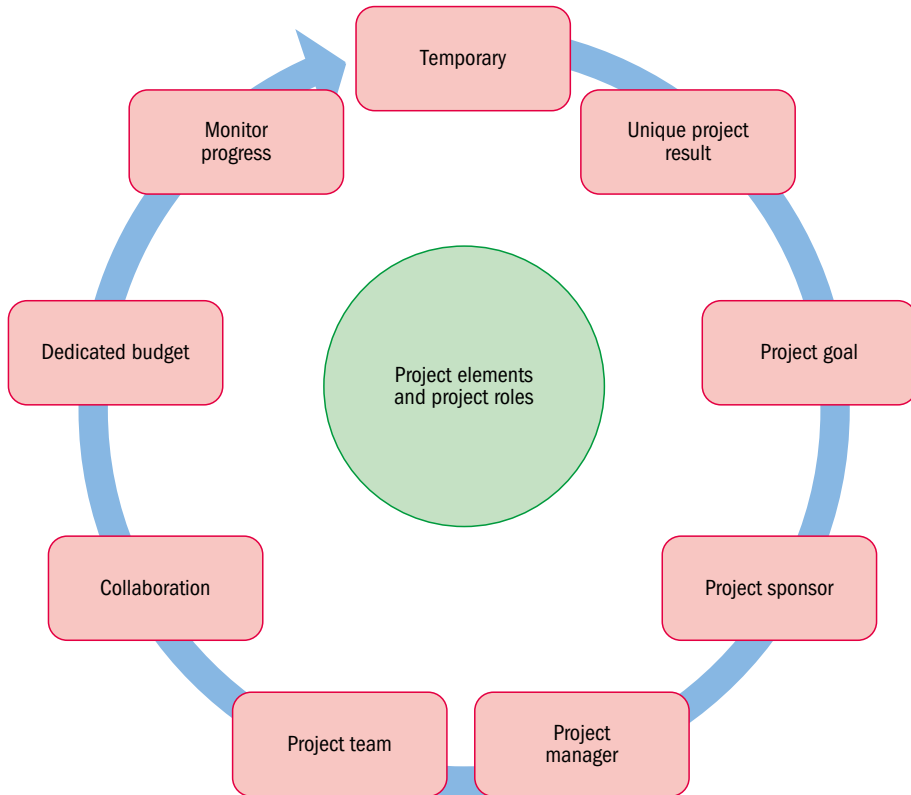 Temporary
Unique project
result
Project goal
Project sponsor
Project
manager
Project team
Collaboration
Dedicated budget
Monitor
progress
Project elements
and project roles